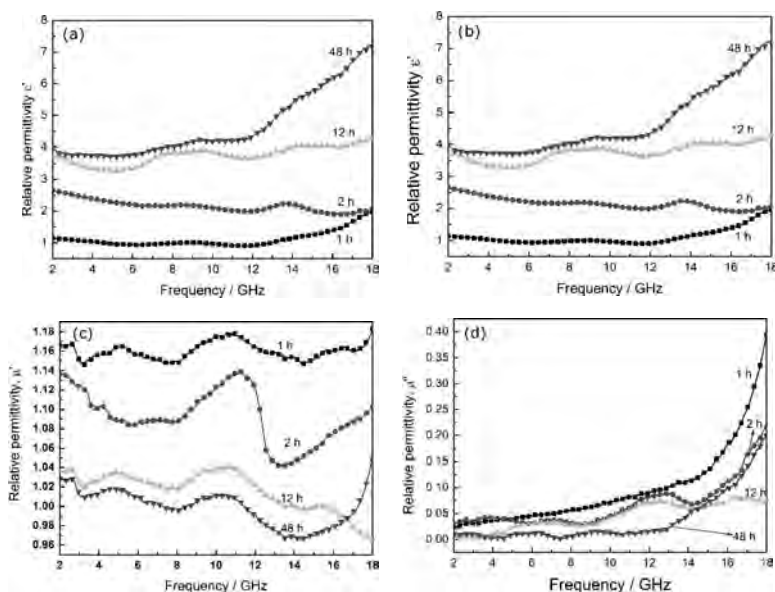 (a)
Relative permittivity ε'
8
7
6
5
4
3
2
1
48 h
12 h
2 h
1 h
2 4 6 8 10 12 14 16 18
Frequency / GHz
(b)
Relative permittivity ε'
8
7
6
5
4
3
2
1
48 h
12 h
2 h
1 h
2 4 6 8 10 12 14 16 18
Frequency / GHz
(c)
Relative permittivity, μ'
1.18
1.16
1.14
1.12
1.10
1.08
1.06
1.04
1.02
1.00
0.98
0.96
1 h
2 h
12 h
48 h
2 4 6 8 10 12 14 16 18
Frequency / GHz
(d)
Relative permittivity, μ"
0.40
0.35
0.30
0.25
0.20
0.15
0.10
0.05
0.00
1 h
2 h
12 h
48 h
2 4 6 8 10 12 14 16 18
Frequency / GHz